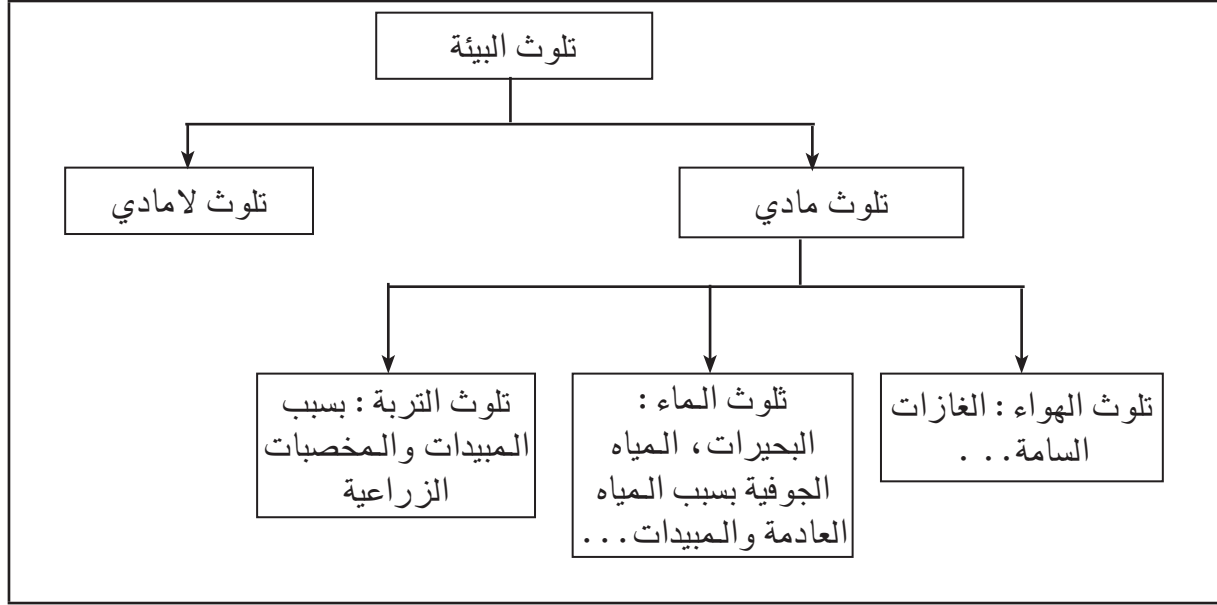 تلوث البيئة
تلوث مادي
تلوث لامادي
تلوث الهواء : الغازات
السامة . . .
ثلوث الماء :
البحيرات ، المياه
الجوفية بسبب المياه
العادمة والمبيدات . . .
تلوث التربة : بسبب
المبيدات والمخصبات
الزراعية